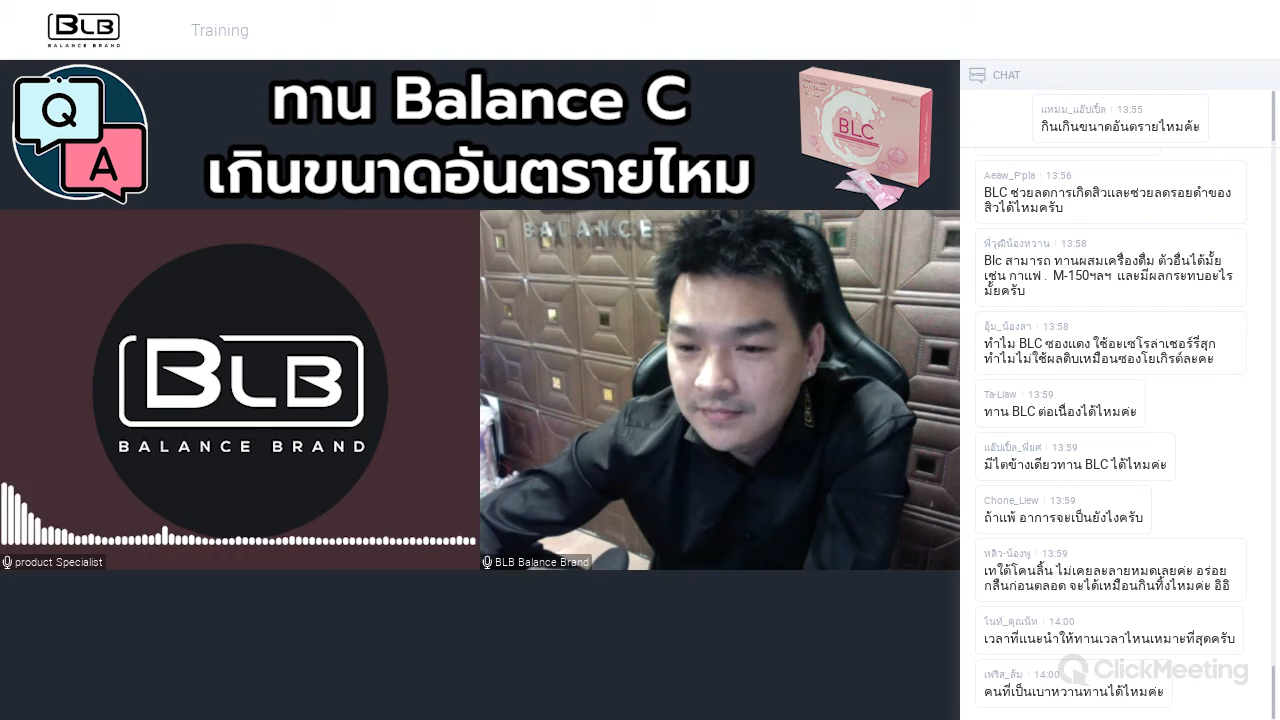 BLB
BALANCE BRAND
Training
Q
A
ทาน Balance C
เกินขนาดอันตรายไหม
BLC
BLB
BALANCE BRAND
product Specialist
BALANCE
BLB Balance Brand
CHAT
แหม่ม_แอ๊บเปิ้ล 13:55
กินเกินขนาดอันตรายไหมค้ะ
Aeaw_P'pla 13:56
BLC ช่วยลดการเกิดสิวและช่วยลดรอยดำของ
สิวได้ไหมครับ
พี่วุฒิน้องหวาน 13:58
Blc สามารถ ทานผสมเครื่องดื่ม ตัวอื่นได้มั้ย
เช่น กาแฟ . M-150ฯลฯ และมีผลกระทบอะไร
มั้ยครับ
อุ้ม_น้องสา 13:58
ทำไม BLC ซองแดง ใช้อะเซโรล่าเชอร์รี่สุก
ทำไมไม่ใช้ผลดิบเหมือนซองโยเกิรต์ละคะ
Ta-Liaw 13:59
ทาน BLC ต่อเนื่องได้ไหมค่ะ
แอ๊ปเปิ้ล_พี่ยศ 13:59
มีไตข้างเดียวทาน BLC ได้ไหมค่ะ
Chone_Liew 13:59
ถ้าแพ้ อาการจะเป็นยังไงครับ
หลิว-น้องพู 13:59
เทใต้โคนลิ้น ไม่เคยละลายหมดเลยค่ะ อร่อย
กลืนก่อนตลอด จะได้เหมือนกินทิ้งไหมค่ะ อิอิ
ไนท์_คุณนัท 14:00
เวลาที่แนะนำให้ทานเวลาไหนเหมาะที่สุดครับ
เฟริส_ส้ม 14:00
คนที่เป็นเบาหวานทานได้ไหมค่ะ
ClickMeeting